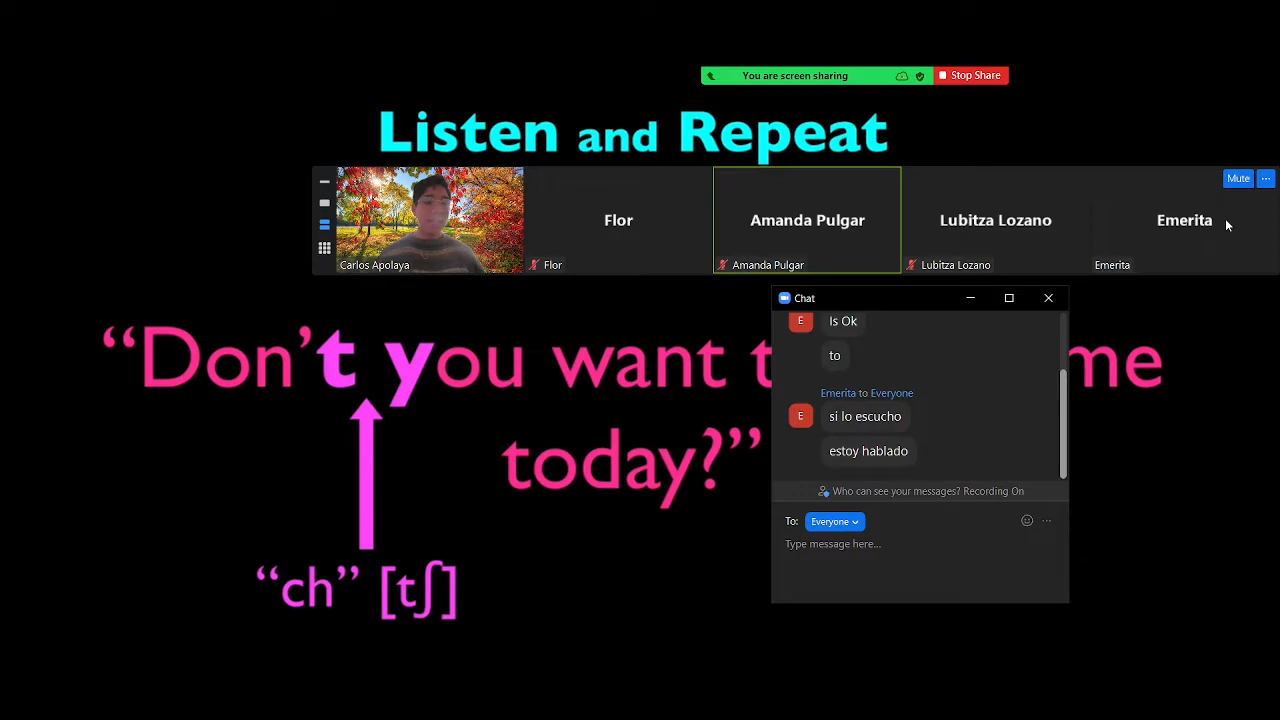 You are screen sharing
Stop Share
Listen and Repeat
Mute
Flor
Amanda Pulgar
Lubitza Lozano
Emerita
Carlos Apolaya
Flor
Amanda Pulgar
Lubitza Lozano
Emerita
Chat
E
Is Ok
to
Emerita to Everyone
E
si lo escucho
estoy hablado
Who can see your messages? Recording On
To:
Everyone
Type message here...
“Don’t you want me
today?”
“ch” [tʃ]